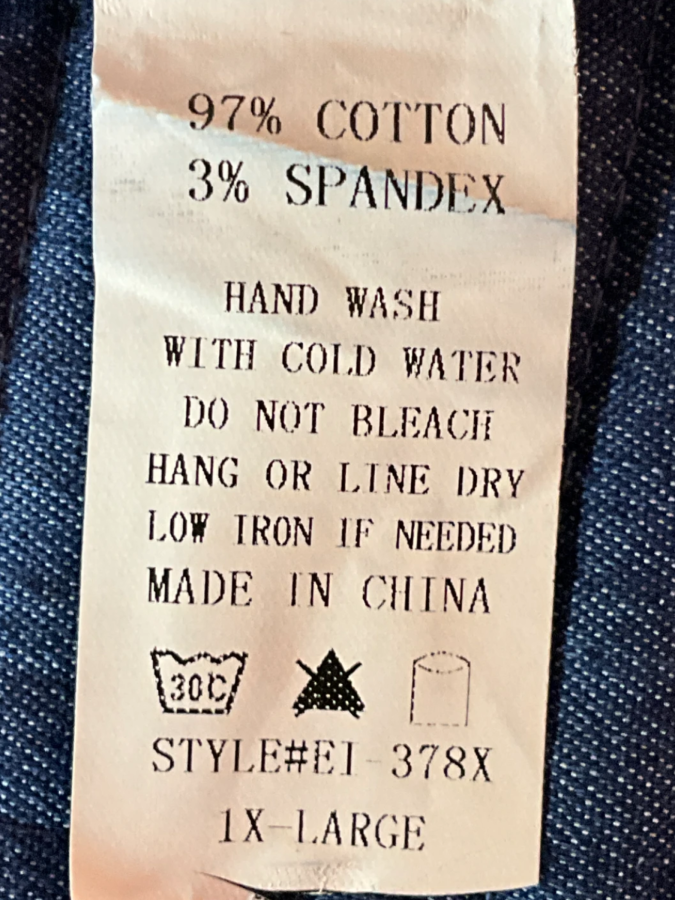 97% COTTON
3% SPANDEX
HAND WASH
WITH COLD WATER
DO NOT BLEACH
HANG OR LINE DRY
LOW IRON IF NEEDED
MADE IN CHINA
30C
STYLE#EI-378X
1X-LARGE